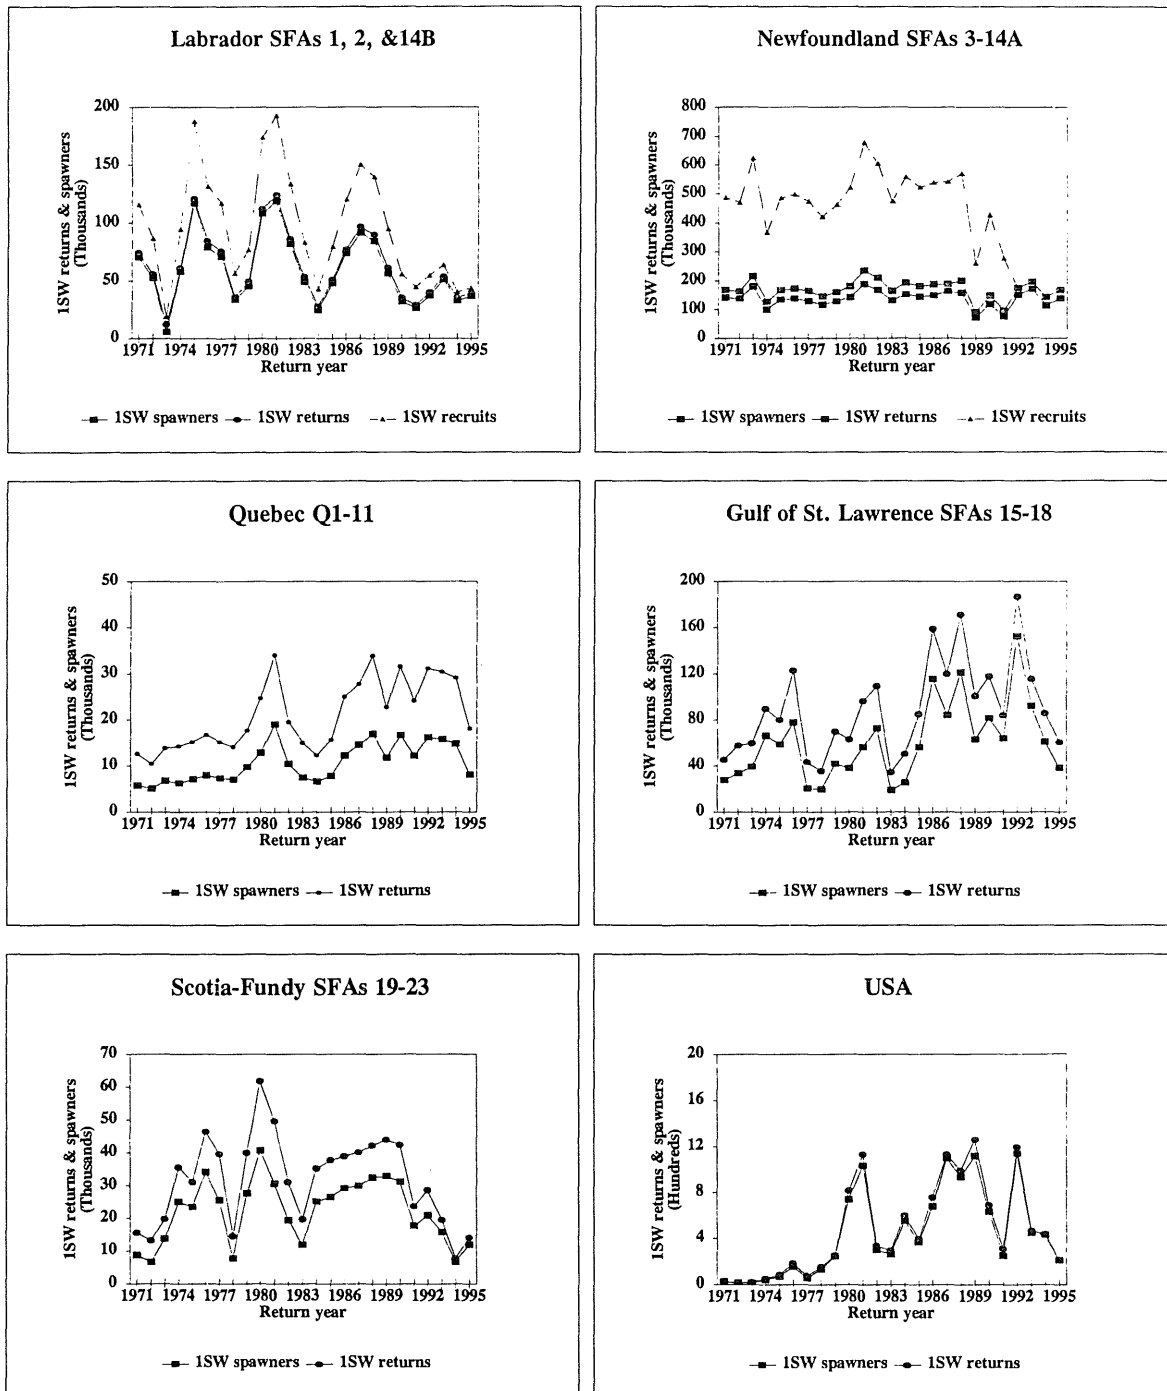 Labrador SFAs 1, 2, &14B
1SW returns & spawners
(Thousands)
200
150
100
50
0
1971 1974 1977 1980 1983 1986 1989 1992 1995
Return year
1SW spawners 1SW returns 1SW recruits
Newfoundland SFAs 3-14A
1SW returns & spawners
(Thousands)
800
700
600
500
400
300
200
100
0
1971 1974 1977 1980 1983 1986 1989 1992 1995
Return year
1SW spawners 1SW returns 1SW recruits
Quebec Q1-11
1SW returns & spawners
(Thousands)
50
40
30
20
10
0
1971 1974 1977 1980 1983 1986 1989 1992 1995
Return year
1SW spawners 1SW returns
Gulf of St. Lawrence SFAs 15-18
1SW returns & spawners
(Thousands)
200
160
120
80
40
0
1971 1974 1977 1980 1983 1986 1989 1992 1995
Return year
1SW spawners 1SW returns
Scotia-Fundy SFAs 19-23
1SW returns & spawners
(Thousands)
70
60
50
40
30
20
10
0
1971 1974 1977 1980 1983 1986 1989 1992 1995
Return year
1SW spawners 1SW returns
USA
1SW returns & spawners
(Hundreds)
20
16
12
8
4
0
1971 1974 1977 1980 1983 1986 1989 1992 1995
Return year
1SW spawners 1SW returns